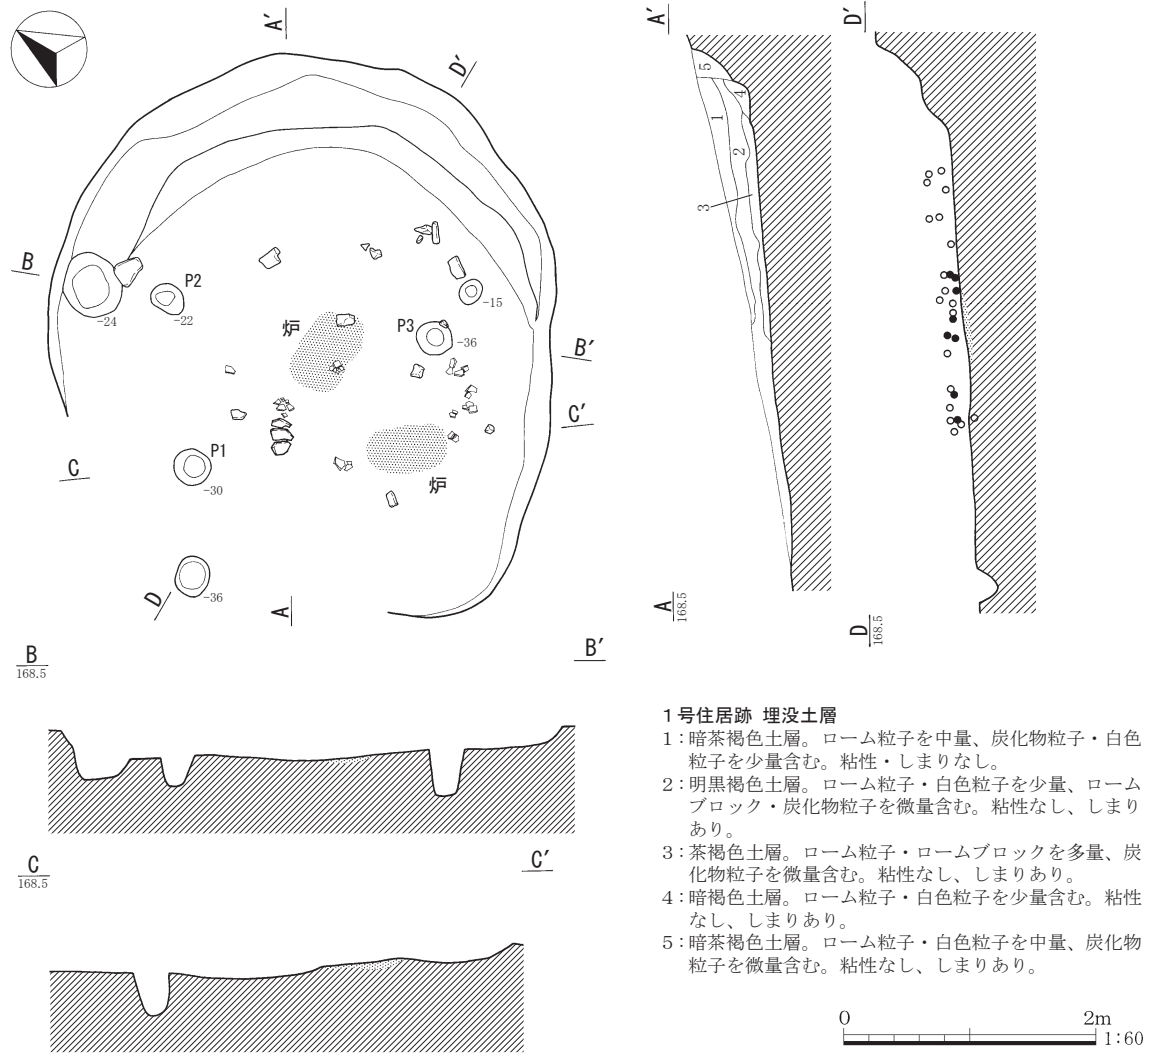 A′
D′
B
P2
-24
-22
炉
P3
-15
-36
B′
C′
C
P1
-30
炉
D
-36
A
A′
D′
5
4
1
2
3
A
168.5
D
168.5
B
168.5
B′
C
168.5
C′
1号住居跡 埋没土層
1：暗茶褐色土層。ローム粒子を中量、炭化物粒子・白色
粒子を少量含む。粘性・しまりなし。
2：明黒褐色土層。ローム粒子・白色粒子を少量、ローム
ブロック・炭化物粒子を微量含む。粘性なし、しまり
あり。
3：茶褐色土層。ローム粒子・ロームブロックを多量、炭
化物粒子を微量含む。粘性なし、しまりあり。
4：暗褐色土層。ローム粒子・白色粒子を少量含む。粘性
なし、しまりあり。
5：暗茶褐色土層。ローム粒子・白色粒子を中量、炭化物
粒子を微量含む。粘性なし、しまりあり。
0 2m
1:60